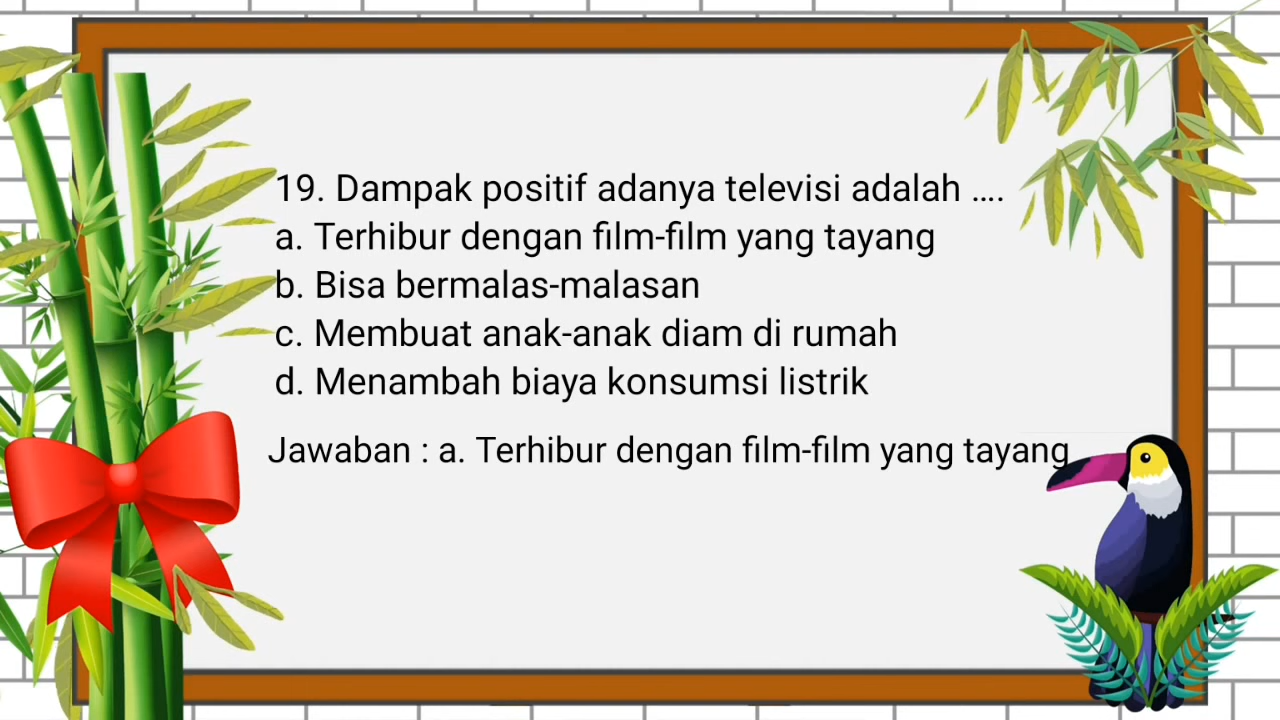 19. Dampak positif adanya televisi adalah ....
a. Terhibur dengan film-film yang tayang
b. Bisa bermalas-malasan
c. Membuat anak-anak diam di rumah
d. Menambah biaya konsumsi listrik
Jawaban : a. Terhibur dengan film-film yang tayang